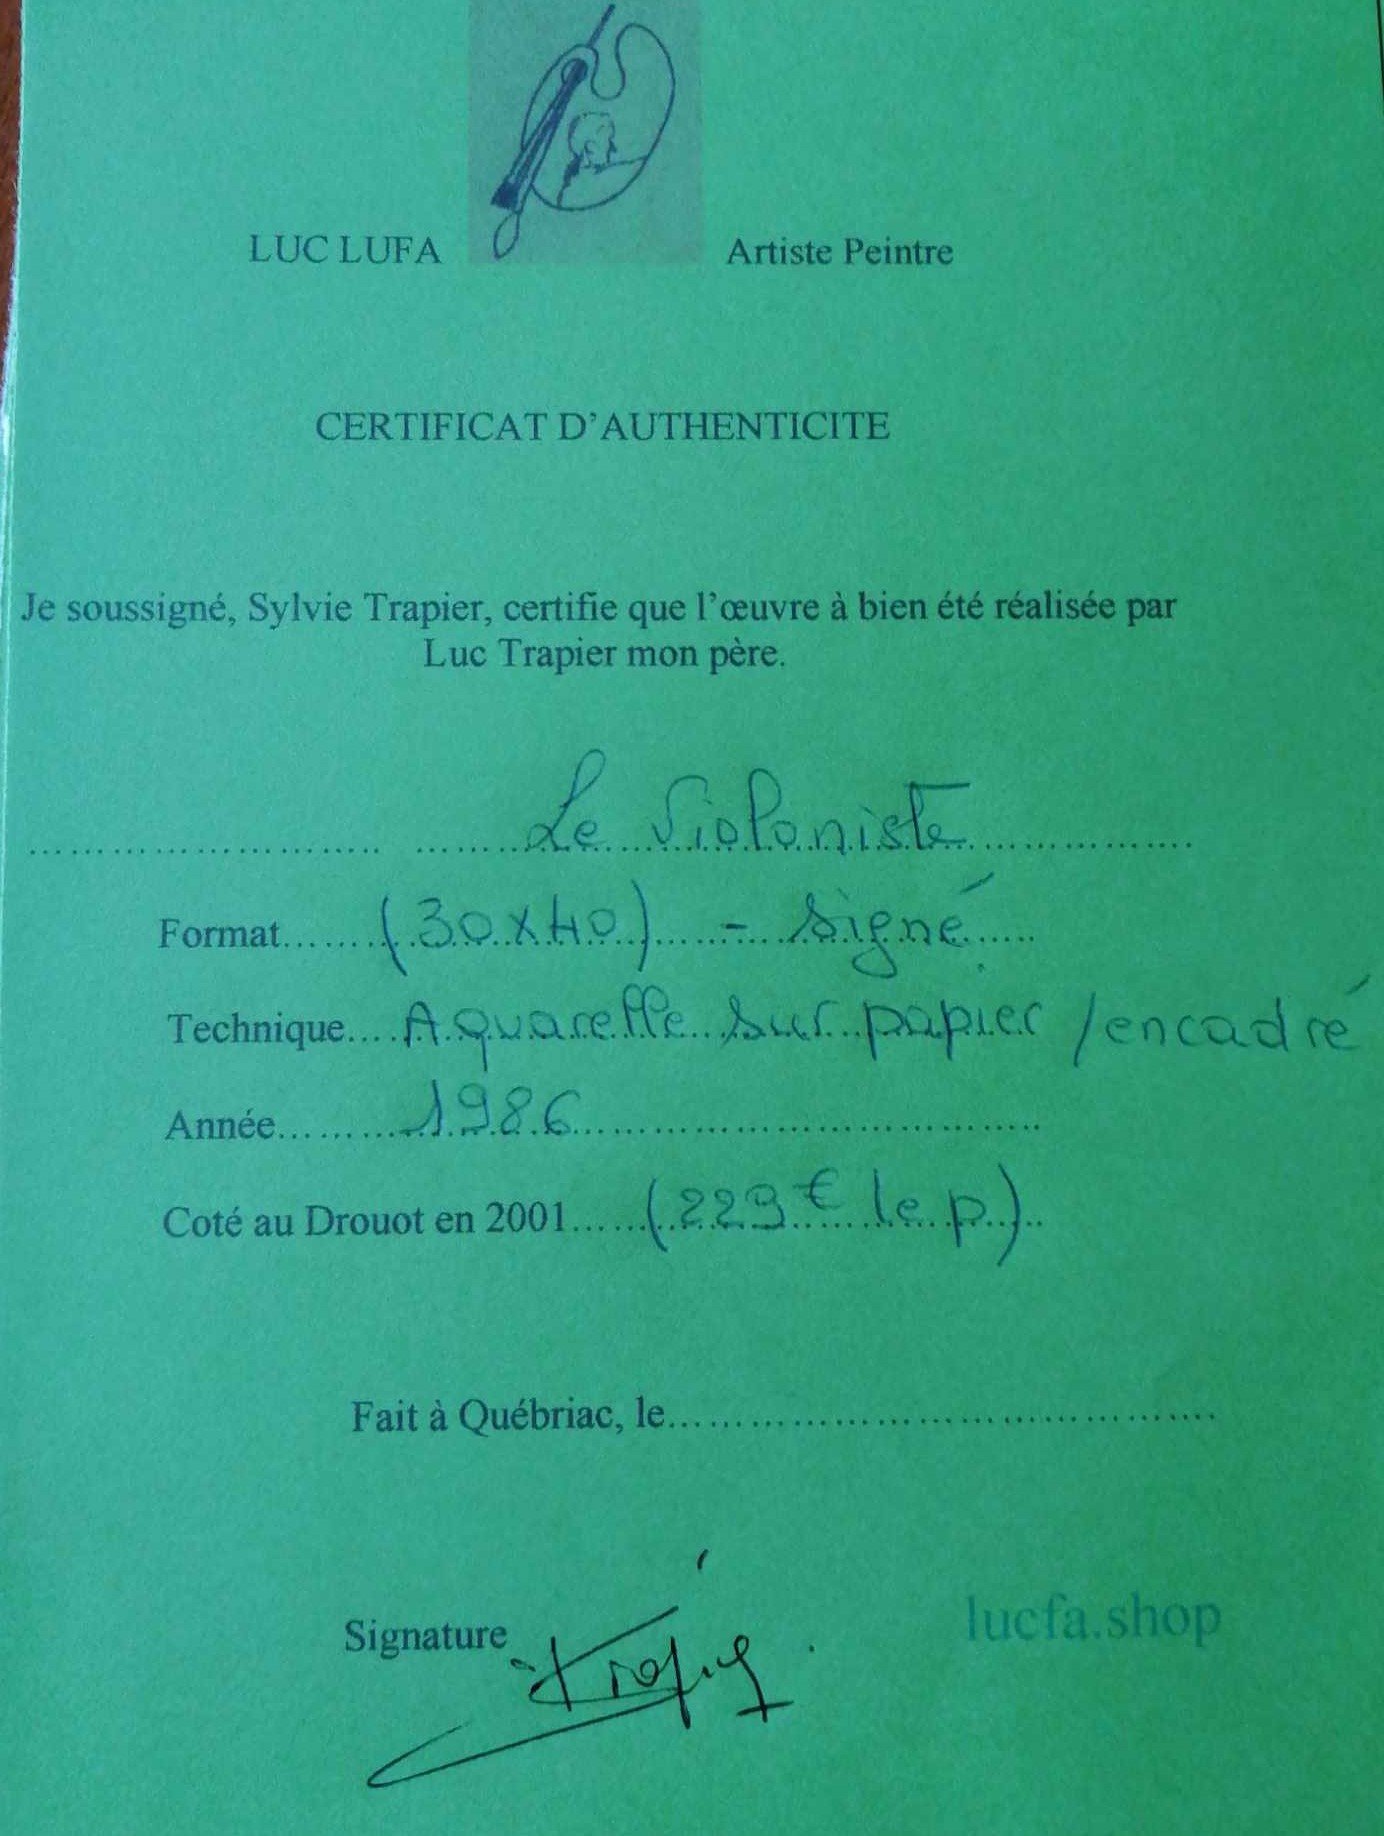 LUC LUFA Artiste Peintre
CERTIFICAT D'AUTHENTICITE
Je soussigné, Sylvie Trapier, certifie que l'œuvre à bien été réalisée par
Luc Trapier mon père.
Le Violoniste
Format (30x40) - Signé
Technique Aquarelle sur papier / encadré
Année 1986
Coté au Drouot en 2001 (229€ le p.)
Fait à Québriac, le
Signature
lucfa.shop